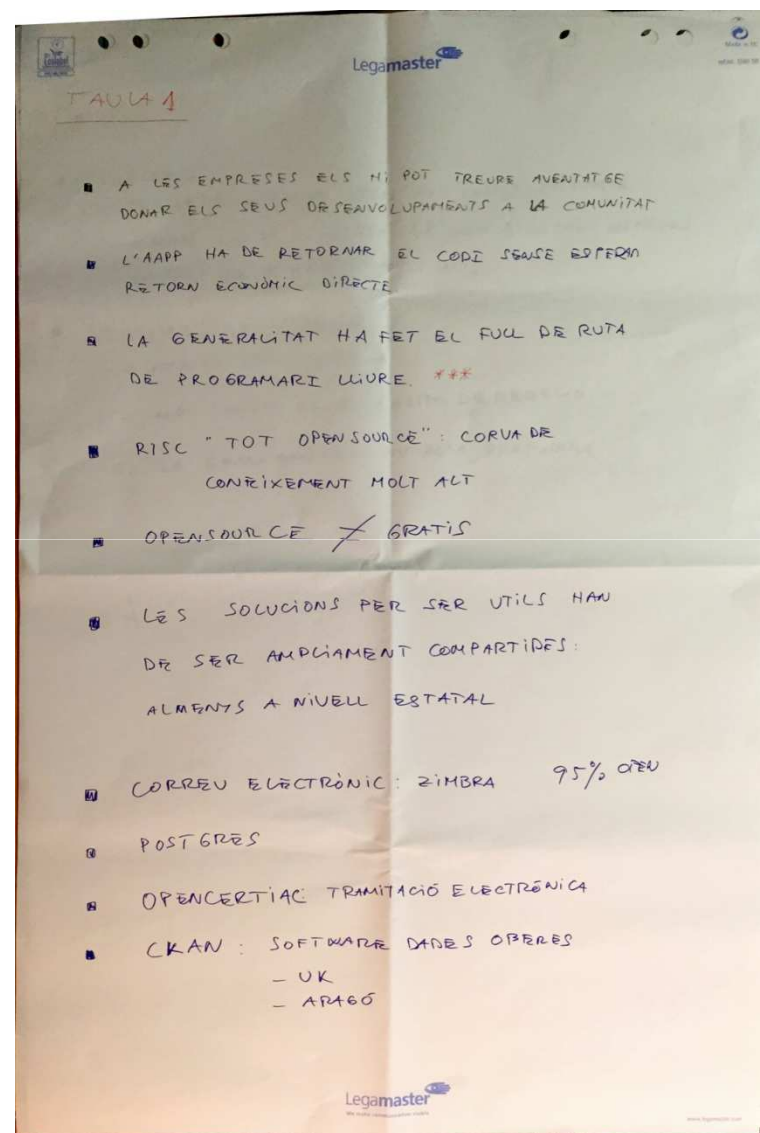 Legamaster
TAULA 1
A LES EMPRESES ELS HI POT TREURE AVENTATGE
DONAR ELS SEUS DESENVOLUPAMENTS A LA COMUNITAT
L'AAPP HA DE RETORNAR EL CODI SENSE ESPERAR
RETORN ECONÒMIC DIRECTE
LA GENERALITAT HA FET EL FULL DE RUTA
DE PROGRAMARI LLIURE. ***
RISC "TOT OPENSOURCE": CORVA DE
CONEIXEMENT MOLT ALT
OPENSOURCE ≠ GRATIS
LES SOLUCIONS PER SER UTILS HAN
DE SER AMPLIAMENT COMPARTIDES:
ALMENYS A NIVELL ESTATAL
CORREU ELECTRÒNIC: ZIMBRA 95% OPEN
POSTGRES
OPENCERTIAC: TRAMITACIÓ ELECTRÓNICA
CKAN: SOFTWARE DADES OBERES
- UK
- ARAGÓ
Legamaster